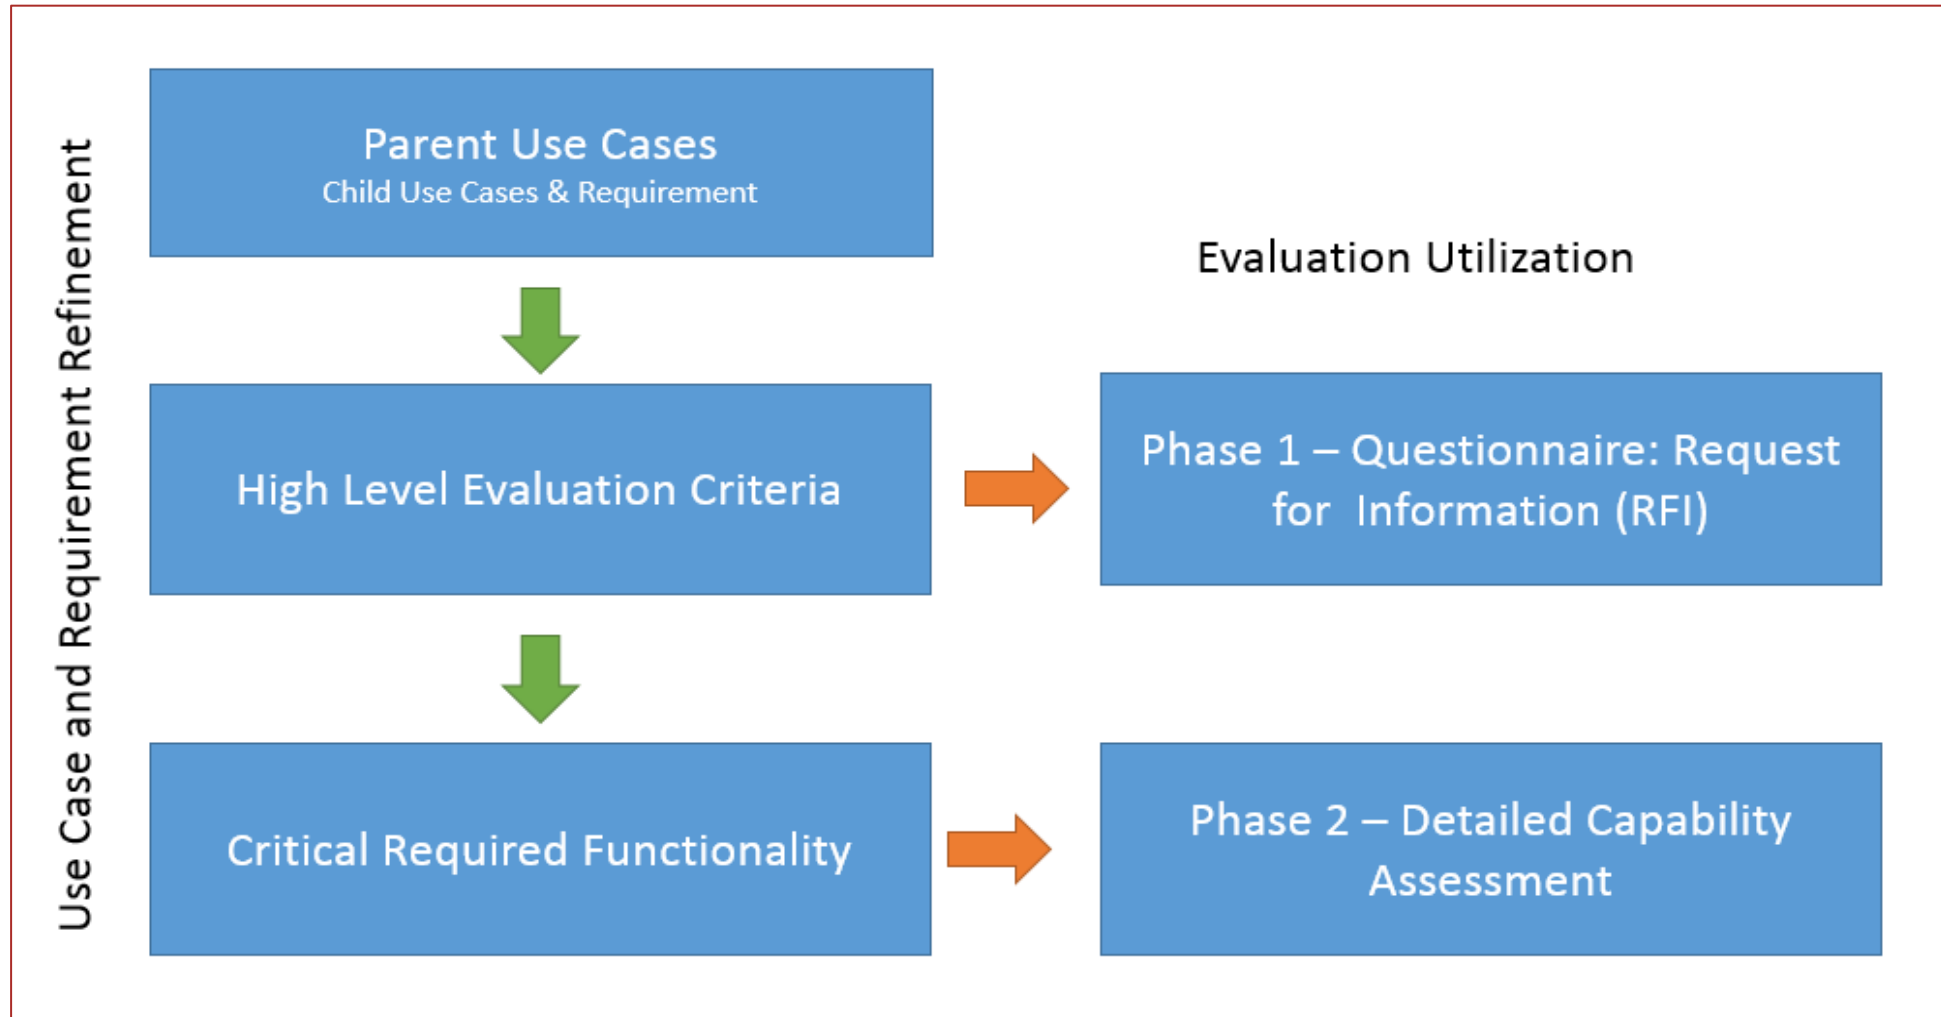 Use Case and Requirement Refinement
Parent Use Cases
Child Use Cases & Requirement
Evaluation Utilization
High Level Evaluation Criteria
Phase 1 – Questionnaire: Request
for  Information (RFI)
Critical Required Functionality
Phase 2 – Detailed Capability
Assessment